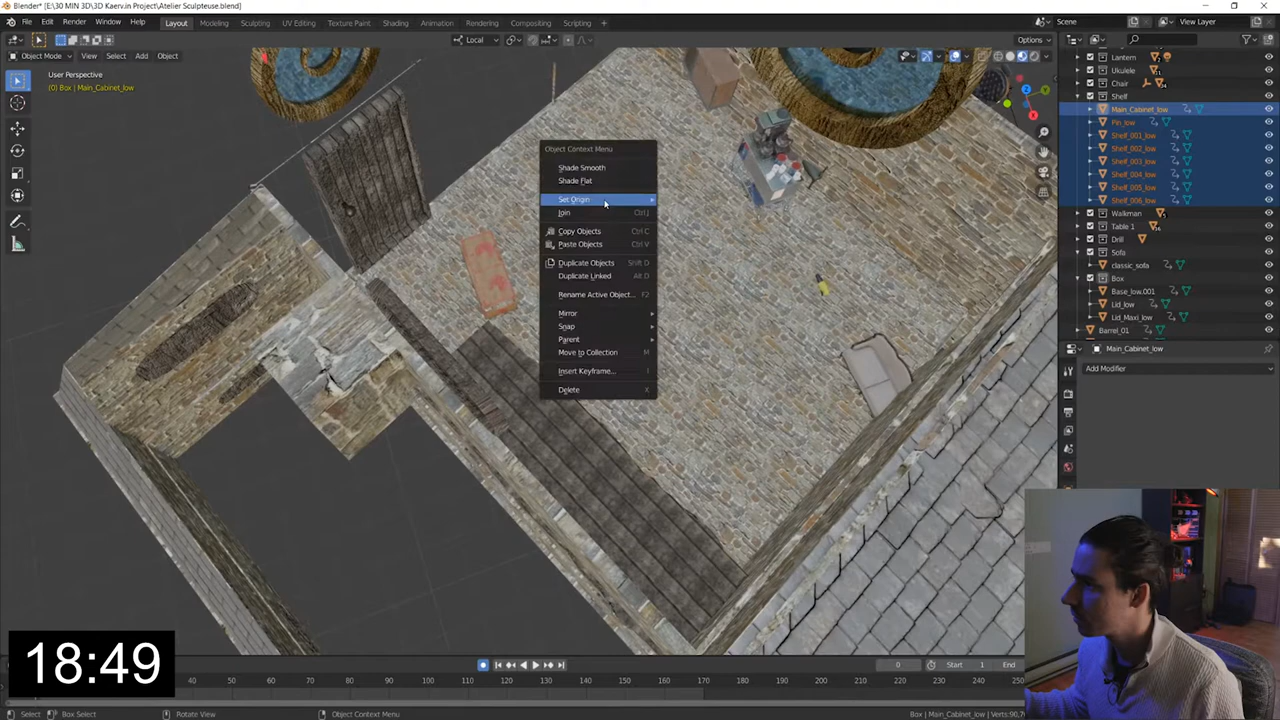 Blender* [E:\30 MIN 3D\3D Kaerv.in Project\Atelier Sculpteuse.blend]
File Edit Render Window Help Layout Modeling Sculpting UV Editing Texture Paint Shading Animation Rendering Compositing Scripting + Scene View Layer
Local Options
Object Mode View Select Add Object
User Perspective
(0) Box | Main_Cabinet_low
Object Context Menu
Shade Smooth
Shade Flat
Set Origin
Join Ctrl J
Copy Objects Ctrl C
Paste Objects Ctrl V
Duplicate Objects Shift D
Duplicate Linked Alt D
Rename Active Object... F2
Mirror
Snap
Parent
Move to Collection M
Insert Keyframe... I
Delete X
Lantern
Ukulele
Chair
Shelf
Main_Cabinet_low
Pin_low
Shelf_001_low
Shelf_002_low
Shelf_003_low
Shelf_004_low
Shelf_005_low
Shelf_006_low
Walkman
Table 1
Drill
Sofa
classic_sofa
Box
Base_low.001
Lid_low
Lid_Maxi_low
Barrel_01
Main_Cabinet_low
Add Modifier
18:49
0 Start 1 End
40 50 60 70 80 90 100 110 120 130 140 150 160 170 180 190 200 210 220 230 240
Select Box Select Rotate View Object Context Menu